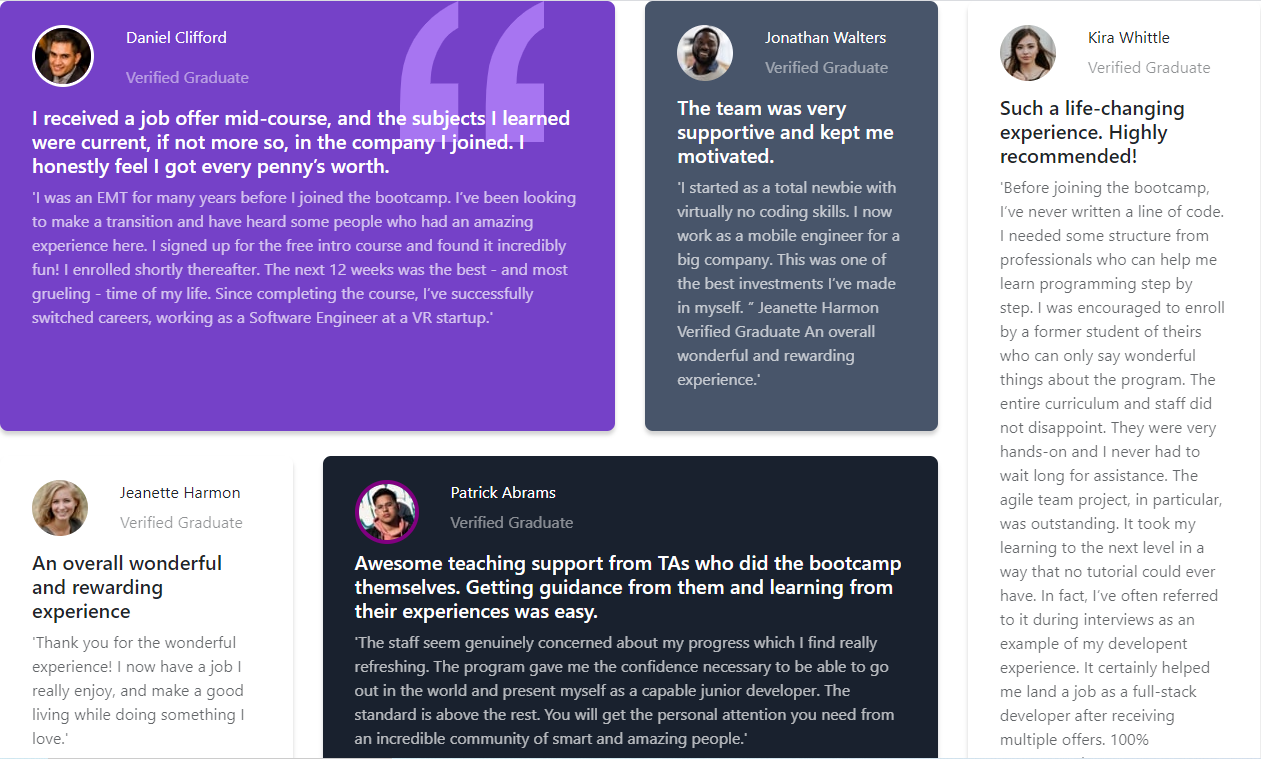 Daniel Clifford
Verified Graduate
I received a job offer mid-course, and the subjects I learned
were current, if not more so, in the company I joined. I
honestly feel I got every penny’s worth.
'I was an EMT for many years before I joined the bootcamp. I’ve been looking
to make a transition and have heard some people who had an amazing
experience here. I signed up for the free intro course and found it incredibly
fun! I enrolled shortly thereafter. The next 12 weeks was the best - and most
grueling - time of my life. Since completing the course, I’ve successfully
switched careers, working as a Software Engineer at a VR startup.'
Jonathan Walters
Verified Graduate
The team was very
supportive and kept me
motivated.
'I started as a total newbie with
virtually no coding skills. I now
work as a mobile engineer for a
big company. This was one of
the best investments I’ve made
in myself. ” Jeanette Harmon
Verified Graduate An overall
wonderful and rewarding
experience.'
Kira Whittle
Verified Graduate
Such a life-changing
experience. Highly
recommended!
'Before joining the bootcamp,
I’ve never written a line of code.
I needed some structure from
professionals who can help me
learn programming step by
step. I was encouraged to enroll
by a former student of theirs
who can only say wonderful
things about the program. The
entire curriculum and staff did
not disappoint. They were very
hands-on and I never had to
wait long for assistance. The
agile team project, in particular,
was outstanding. It took my
learning to the next level in a
way that no tutorial could ever
have. In fact, I’ve often referred
to it during interviews as an
example of my developent
experience. It certainly helped
me land a job as a full-stack
developer after receiving
multiple offers. 100%
Jeanette Harmon
Verified Graduate
An overall wonderful
and rewarding
experience
'Thank you for the wonderful
experience! I now have a job I
really enjoy, and make a good
living while doing something I
love.'
Patrick Abrams
Verified Graduate
Awesome teaching support from TAs who did the bootcamp
themselves. Getting guidance from them and learning from
their experiences was easy.
'The staff seem genuinely concerned about my progress which I find really
refreshing. The program gave me the confidence necessary to be able to go
out in the world and present myself as a capable junior developer. The
standard is above the rest. You will get the personal attention you need from
an incredible community of smart and amazing people.'